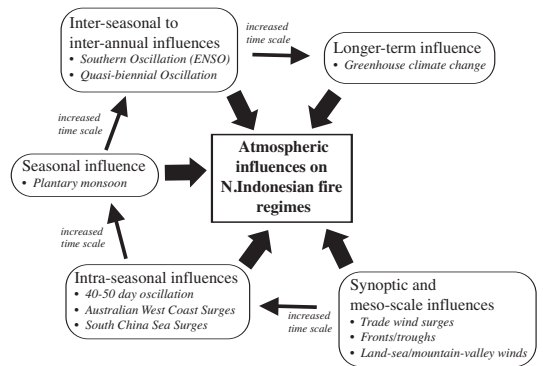 Inter-seasonal to
inter-annual influences
• Southern Oscillation (ENSO)
• Quasi-biennial Oscillation
increased
time scale
Longer-term influence
• Greenhouse climate change
increased
time scale
Atmospheric
influences on
N.Indonesian fire
regimes
Seasonal influence
• Plantary monsoon
increased
time scale
Intra-seasonal influences
• 40-50 day oscillation
• Australian West Coast Surges
• South China Sea Surges
increased
time scale
Synoptic and
meso-scale influences
• Trade wind surges
• Fronts/troughs
• Land-sea/mountain-valley winds